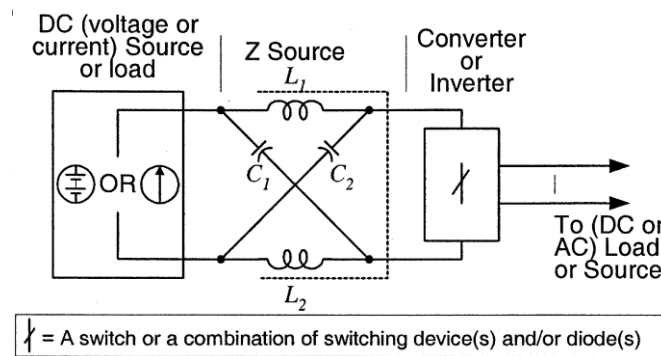 DC (voltage or
current) Source
or load
Z Source
Converter
or
Inverter
L1
OR
C1
C2
L2
To (DC or
AC) Load
or Source
= A switch or a combination of switching device(s) and/or diode(s)